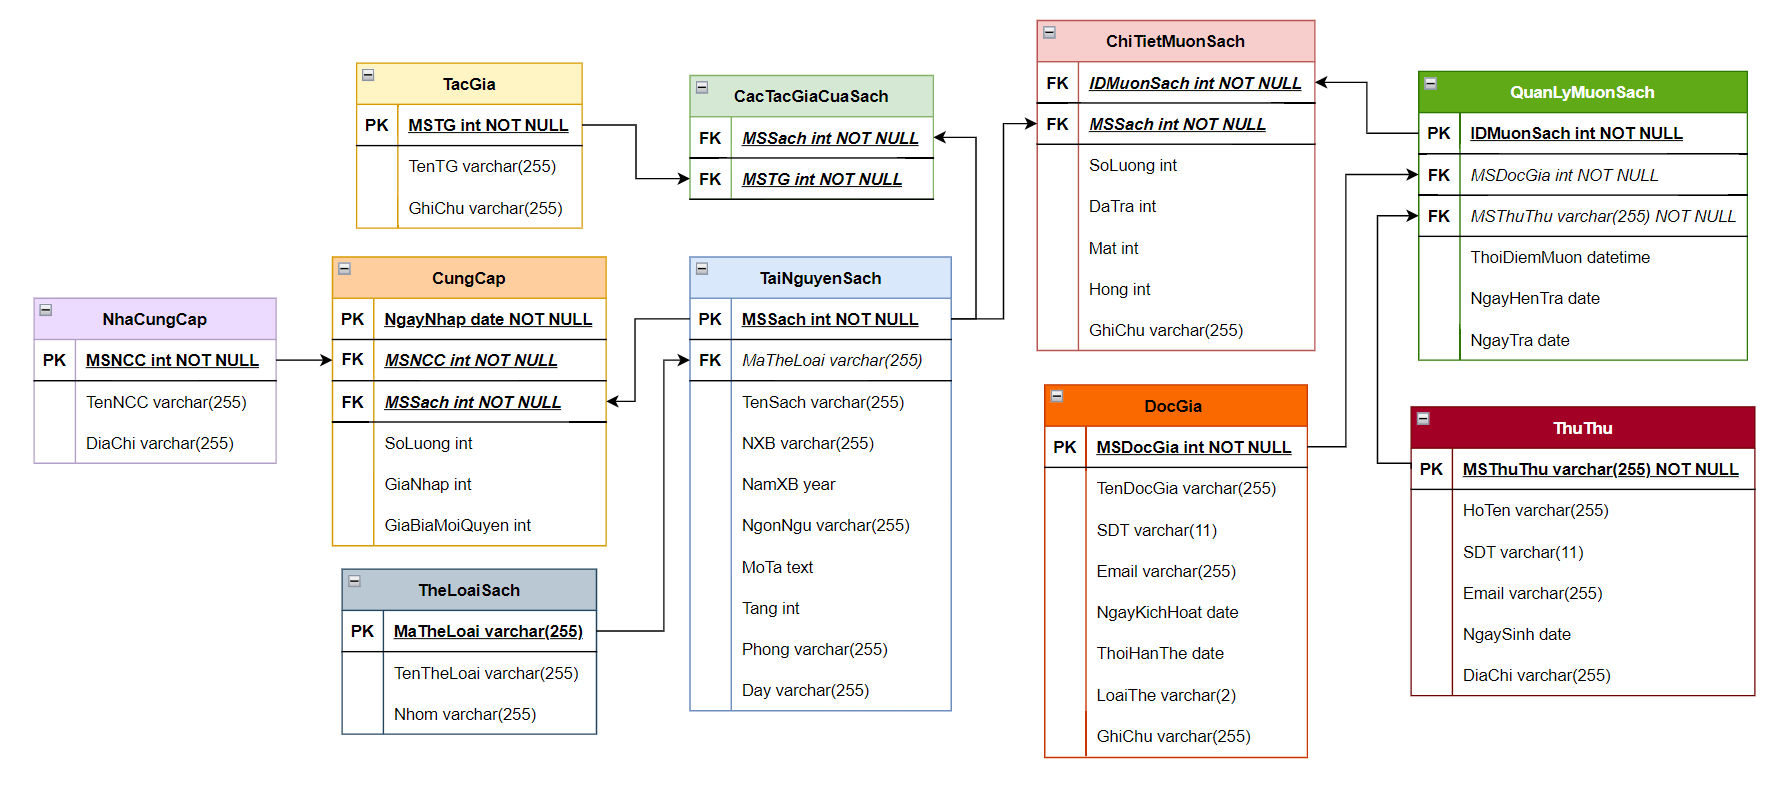 TacGia
PK MSTG int NOT NULL
TenTG varchar(255)
GhiChu varchar(255)
CacTacGiaCuaSach
FK MSSach int NOT NULL
FK MSTG int NOT NULL
ChiTietMuonSach
FK IDMuonSach int NOT NULL
FK MSSach int NOT NULL
SoLuong int
DaTra int
Mat int
Hong int
GhiChu varchar(255)
QuanLyMuonSach
PK IDMuonSach int NOT NULL
FK MSDocGia int NOT NULL
FK MSThuThu varchar(255) NOT NULL
ThoiDiemMuon datetime
NgayHenTra date
NgayTra date
NhaCungCap
PK MSNCC int NOT NULL
TenNCC varchar(255)
DiaChi varchar(255)
CungCap
PK NgayNhap date NOT NULL
FK MSNCC int NOT NULL
FK MSSach int NOT NULL
SoLuong int
GiaNhap int
GiaBiaMoiQuyen int
TaiNguyenSach
PK MSSach int NOT NULL
FK MaTheLoai varchar(255)
TenSach varchar(255)
NXB varchar(255)
NamXB year
NgonNgu varchar(255)
MoTa text
Tang int
Phong varchar(255)
Day varchar(255)
TheLoaiSach
PK MaTheLoai varchar(255)
TenTheLoai varchar(255)
Nhom varchar(255)
DocGia
PK MSDocGia int NOT NULL
TenDocGia varchar(255)
SDT varchar(11)
Email varchar(255)
NgayKichHoat date
ThoiHanThe date
LoaiThe varchar(2)
GhiChu varchar(255)
ThuThu
PK MSThuThu varchar(255) NOT NULL
HoTen varchar(255)
SDT varchar(11)
Email varchar(255)
NgaySinh date
DiaChi varchar(255)